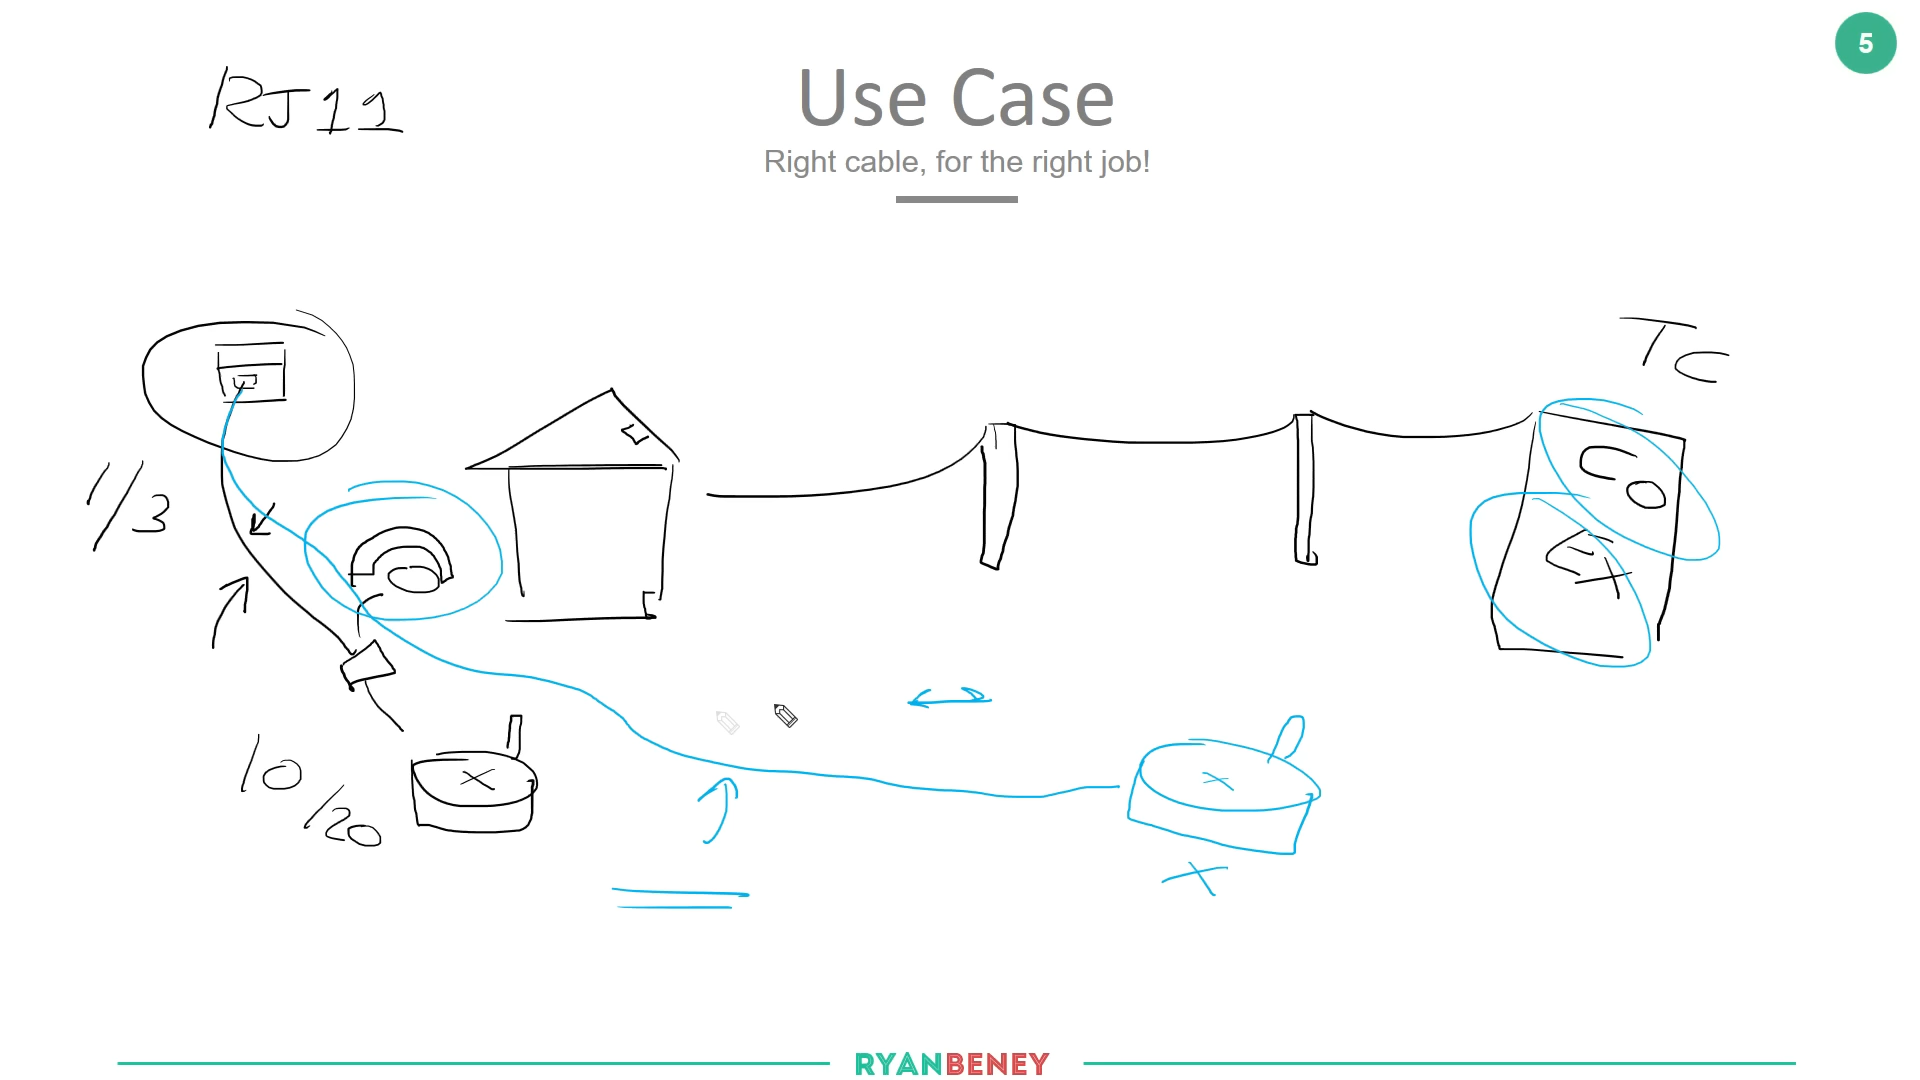 5
RJ11
Use Case
Right cable, for the right job!
TC
CO
1/3
X
10/20
X
X
RYANBENEY